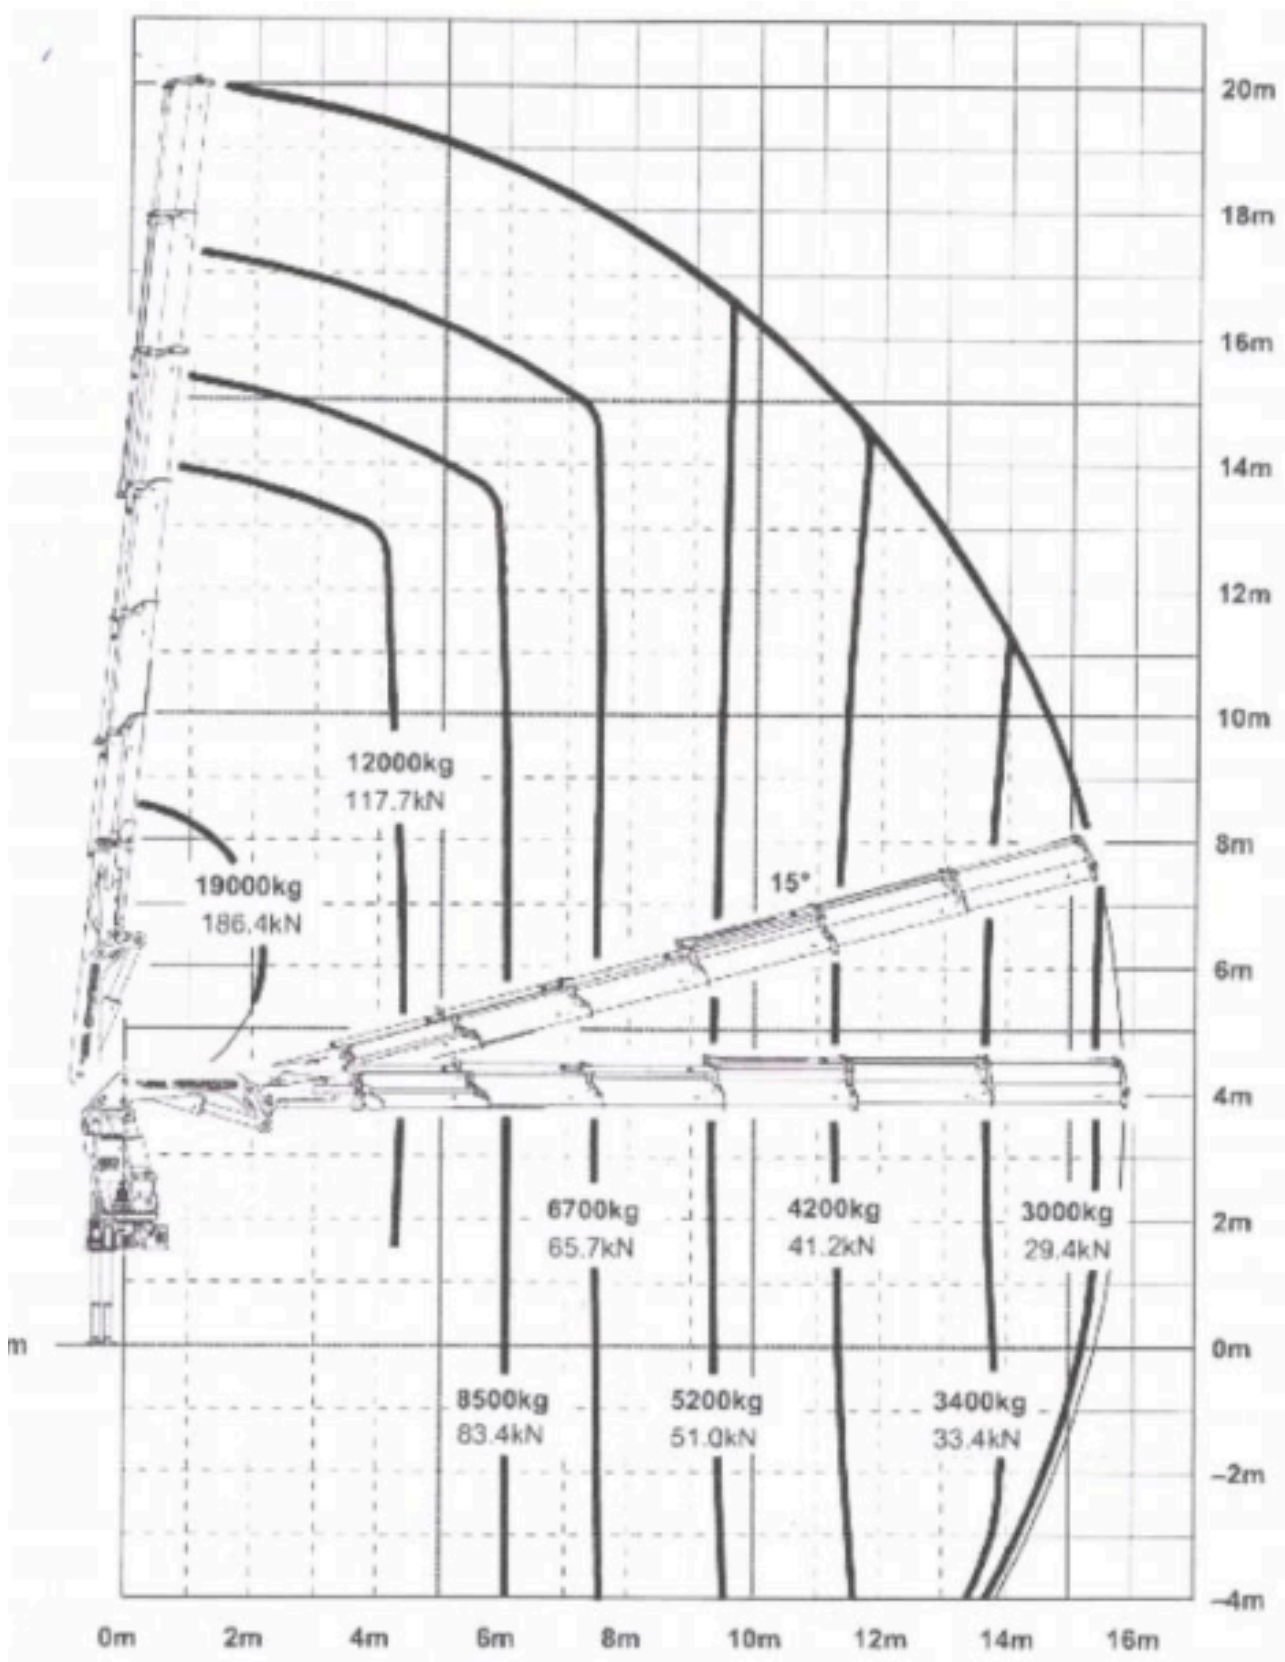 20m
18m
16m
14m
12m
10m
12000kg
117.7kN
8m
19000kg
186.4kN
15°
6m
4m
6700kg
65.7kN
4200kg
41.2kN
3000kg
29.4kN
2m
m
0m
8500kg
83.4kN
5200kg
51.0kN
3400kg
33.4kN
–2m
–4m
0m 2m 4m 6m 8m 10m 12m 14m 16m